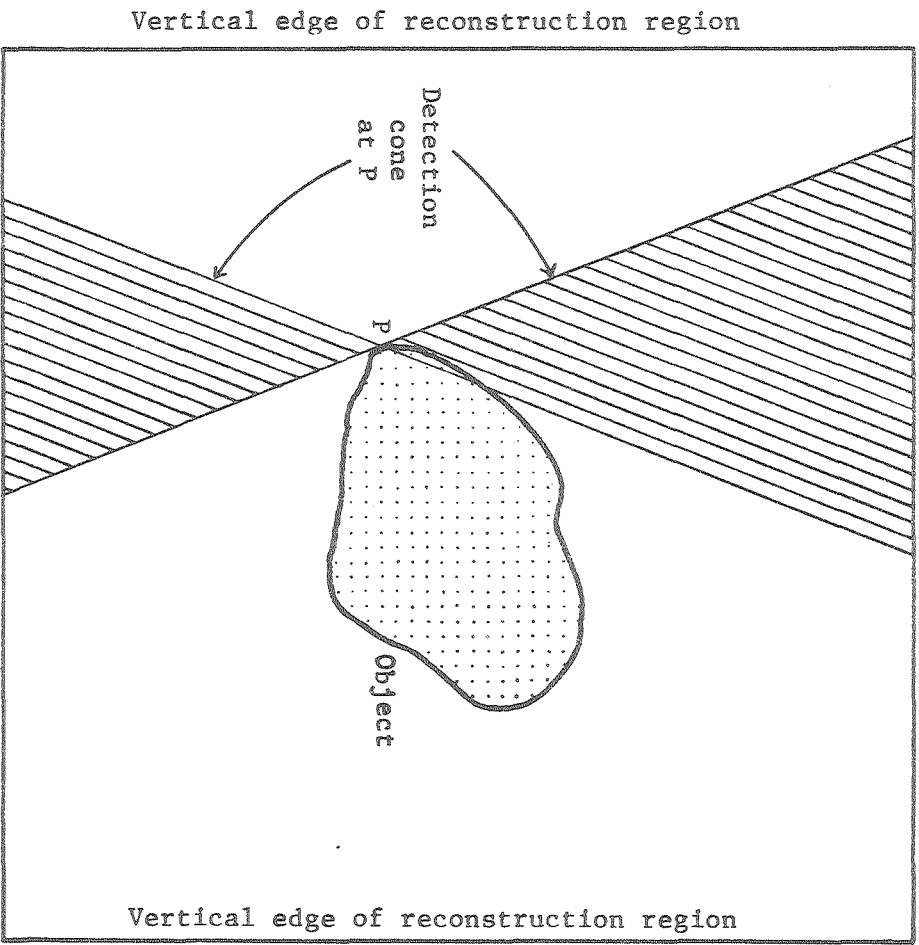 Vertical edge of reconstruction region
Detection
cone
at P
P
Object
Vertical edge of reconstruction region